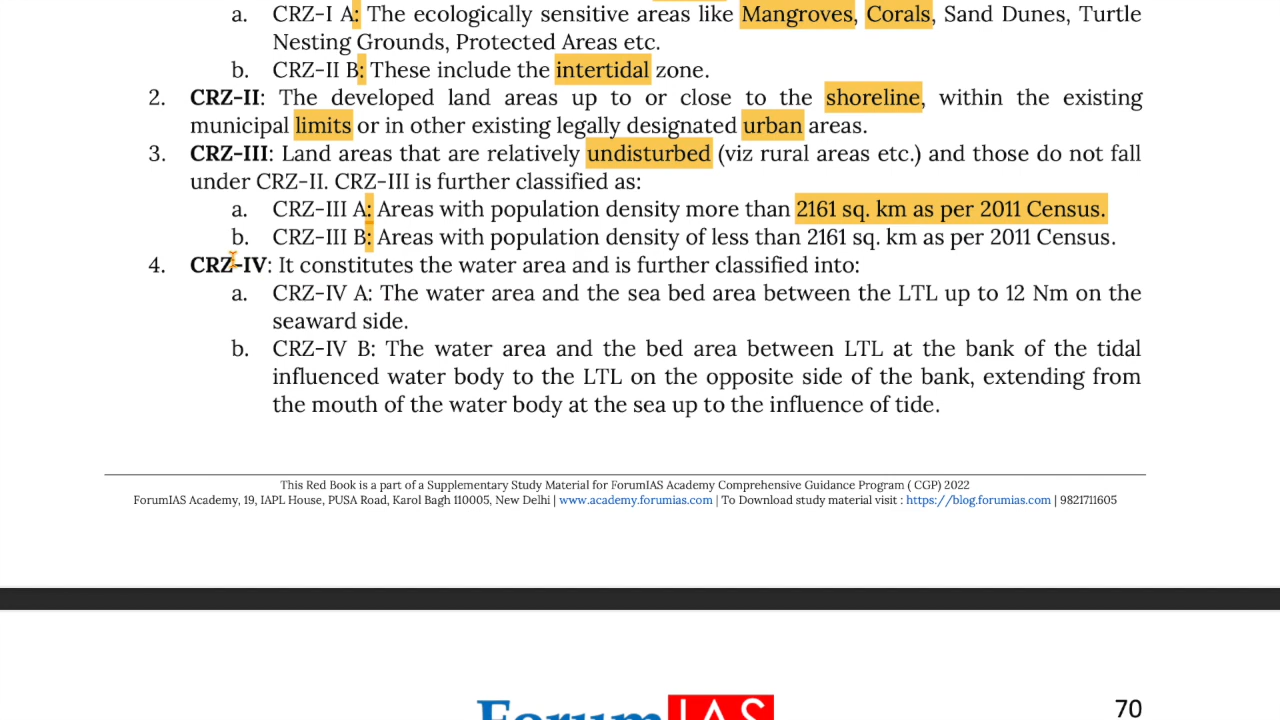 a. CRZ-I A: The ecologically sensitive areas like Mangroves, Corals, Sand Dunes, Turtle
Nesting Grounds, Protected Areas etc.
b. CRZ-II B: These include the intertidal zone.
2. CRZ-II: The developed land areas up to or close to the shoreline, within the existing
municipal limits or in other existing legally designated urban areas.
3. CRZ-III: Land areas that are relatively undisturbed (viz rural areas etc.) and those do not fall
under CRZ-II. CRZ-III is further classified as:
a. CRZ-III A: Areas with population density more than 2161 sq. km as per 2011 Census.
b. CRZ-III B: Areas with population density of less than 2161 sq. km as per 2011 Census.
4. CRZ-IV: It constitutes the water area and is further classified into:
a. CRZ-IV A: The water area and the sea bed area between the LTL up to 12 Nm on the
seaward side.
b. CRZ-IV B: The water area and the bed area between LTL at the bank of the tidal
influenced water body to the LTL on the opposite side of the bank, extending from
the mouth of the water body at the sea up to the influence of tide.
This Red Book is a part of a Supplementary Study Material for ForumIAS Academy Comprehensive Guidance Program ( CGP) 2022
ForumIAS Academy, 19, IAPL House, PUSA Road, Karol Bagh 110005, New Delhi | www.academy.forumias.com | To Download study material visit : https://blog.forumias.com | 9821711605
ForumIAS
70